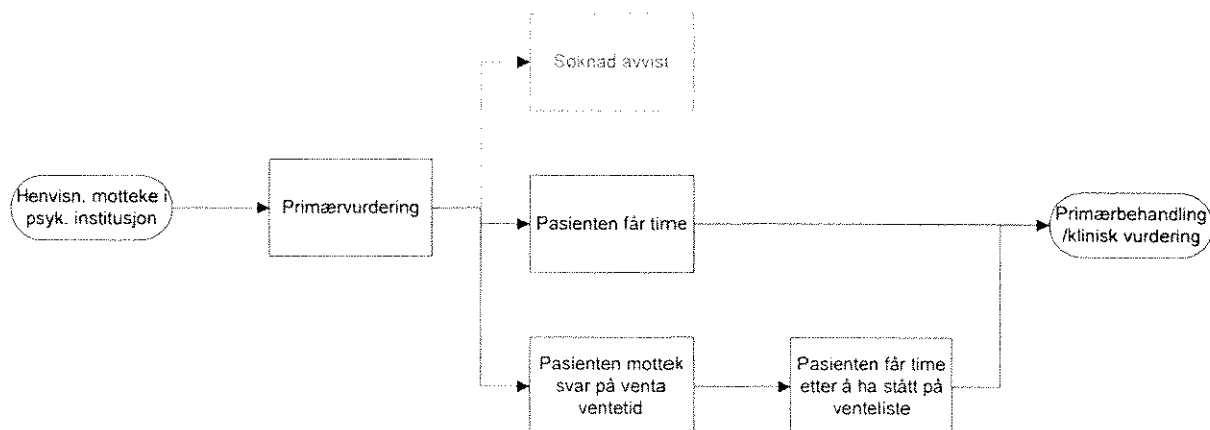 Søknad avvist
Henvisn. motteke i
psyk. institusjon
Primærvurdering
Pasienten får time
Primærbehandling
/klinisk vurdering
Pasienten mottek
svar på venta
ventetid
Pasienten får time
etter å ha stått på
venteliste